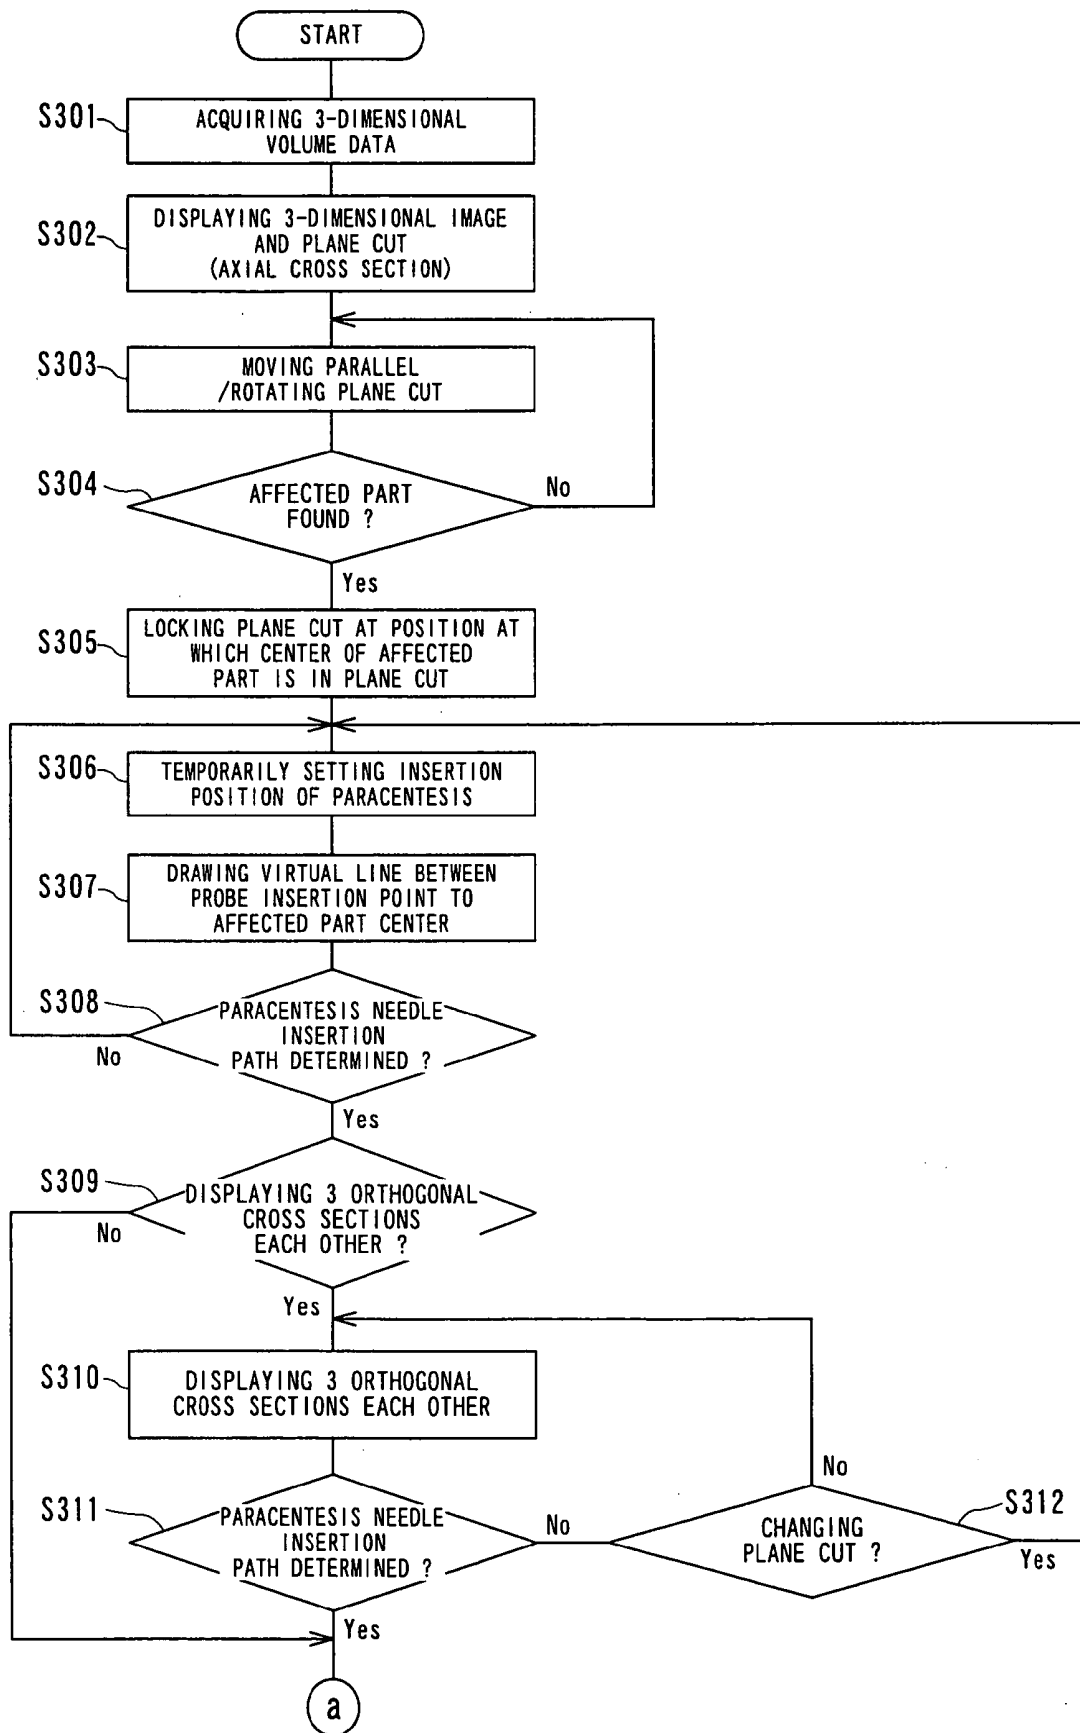 START
S301
ACQUIRING 3-DIMENSIONAL
VOLUME DATA
S302
DISPLAYING 3-DIMENSIONAL IMAGE
AND PLANE CUT
(AXIAL CROSS SECTION)
S303
MOVING PARALLEL
/ROTATING PLANE CUT
S304
AFFECTED PART
FOUND ?
No
Yes
S305
LOCKING PLANE CUT AT POSITION AT
WHICH CENTER OF AFFECTED
PART IS IN PLANE CUT
S306
TEMPORARILY SETTING INSERTION
POSITION OF PARACENTESIS
S307
DRAWING VIRTUAL LINE BETWEEN
PROBE INSERTION POINT TO
AFFECTED PART CENTER
S308
PARACENTESIS NEEDLE
INSERTION
PATH DETERMINED ?
No
Yes
S309
DISPLAYING 3 ORTHOGONAL
CROSS SECTIONS
EACH OTHER ?
No
Yes
S310
DISPLAYING 3 ORTHOGONAL
CROSS SECTIONS EACH OTHER
S311
PARACENTESIS NEEDLE
INSERTION
PATH DETERMINED ?
No
Yes
S312
CHANGING
PLANE CUT ?
No
Yes
a